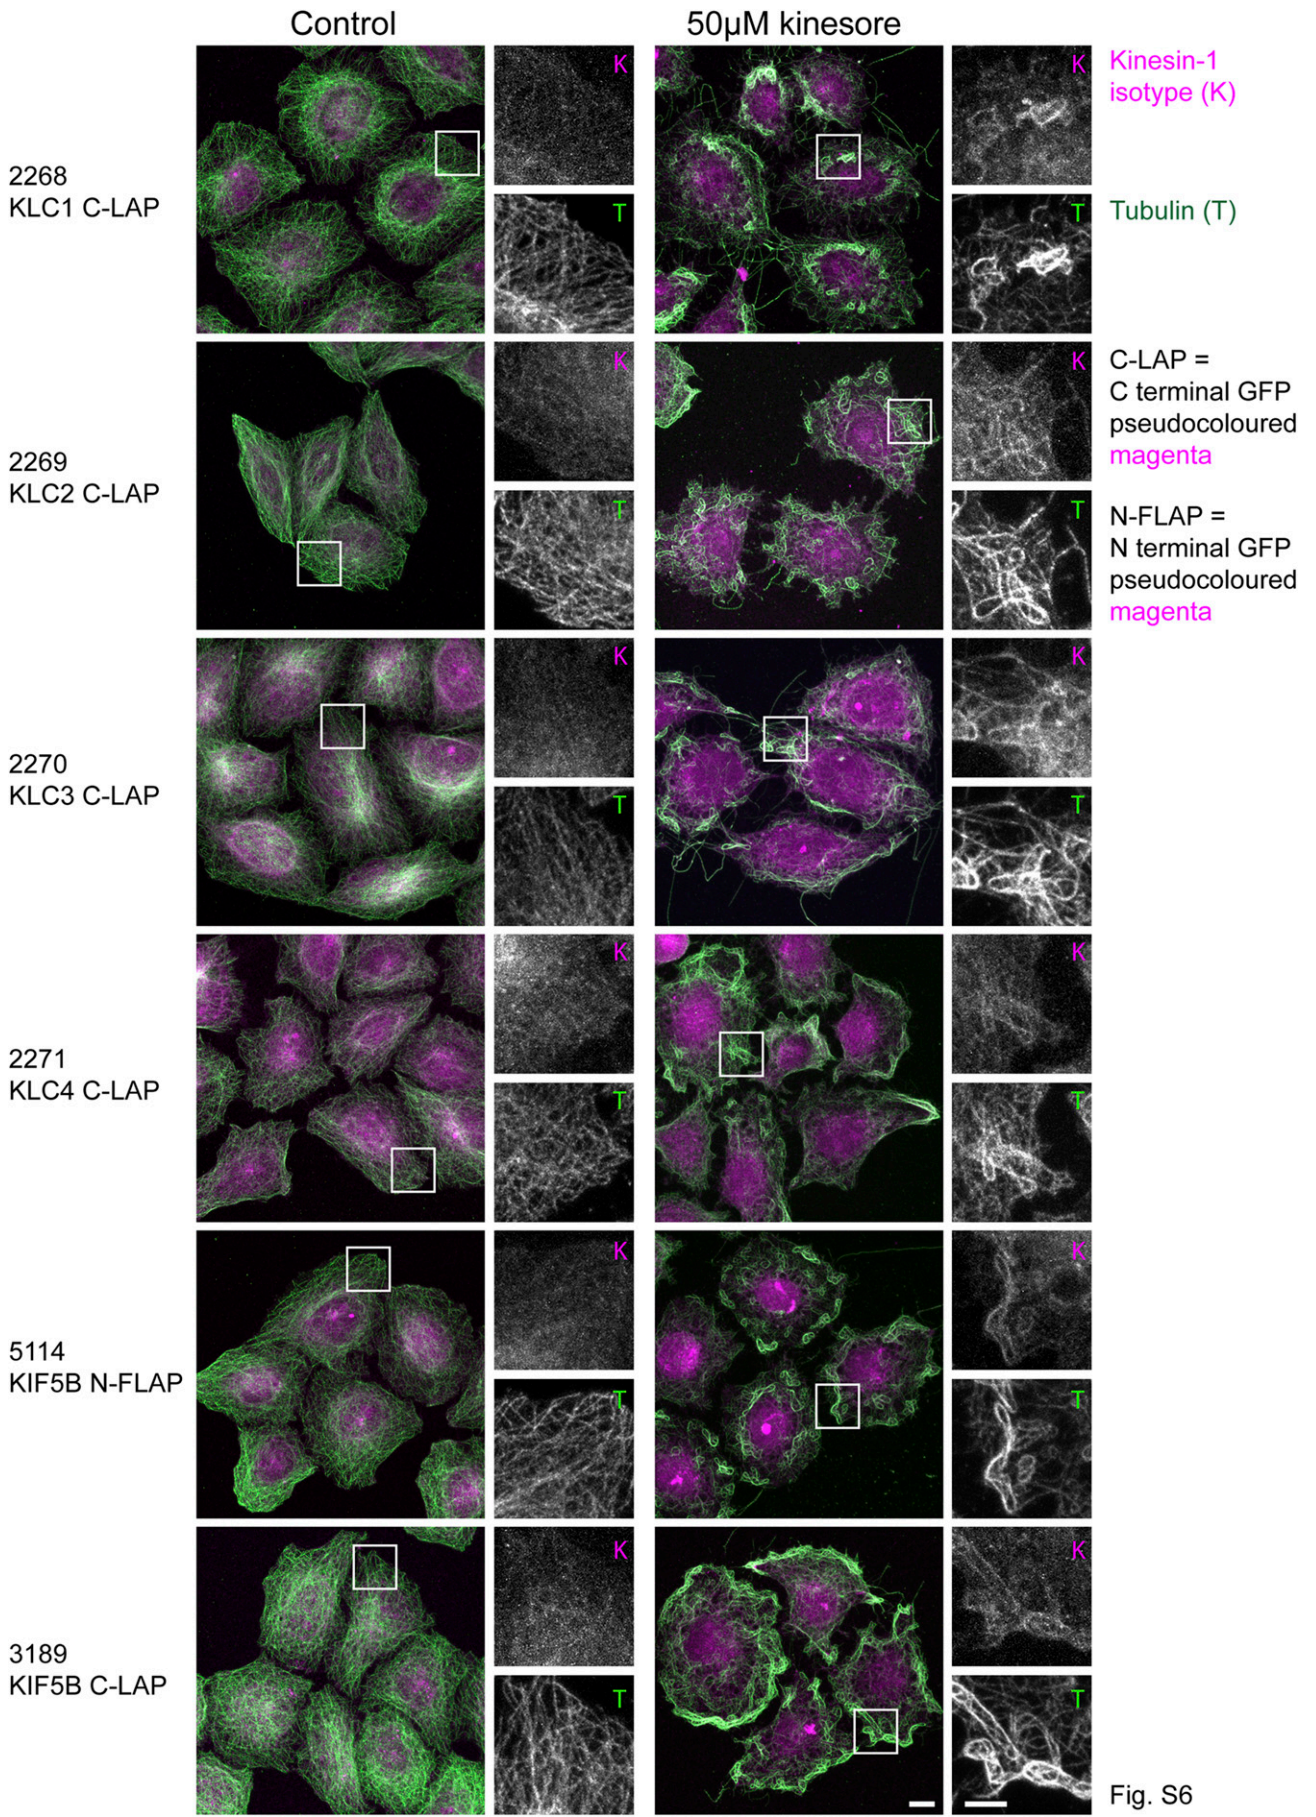 Control
50µM kinesore
K
K
Kinesin-1
isotype (K)
2268
KLC1 C-LAP
T
T
Tubulin (T)
K
K
C-LAP =
C terminal GFP
pseudocoloured
magenta
2269
KLC2 C-LAP
T
T
N-FLAP =
N terminal GFP
pseudocoloured
magenta
K
K
2270
KLC3 C-LAP
T
T
K
K
2271
KLC4 C-LAP
T
T
K
K
5114
KIF5B N-FLAP
T
T
K
K
3189
KIF5B C-LAP
T
T
Fig. S6